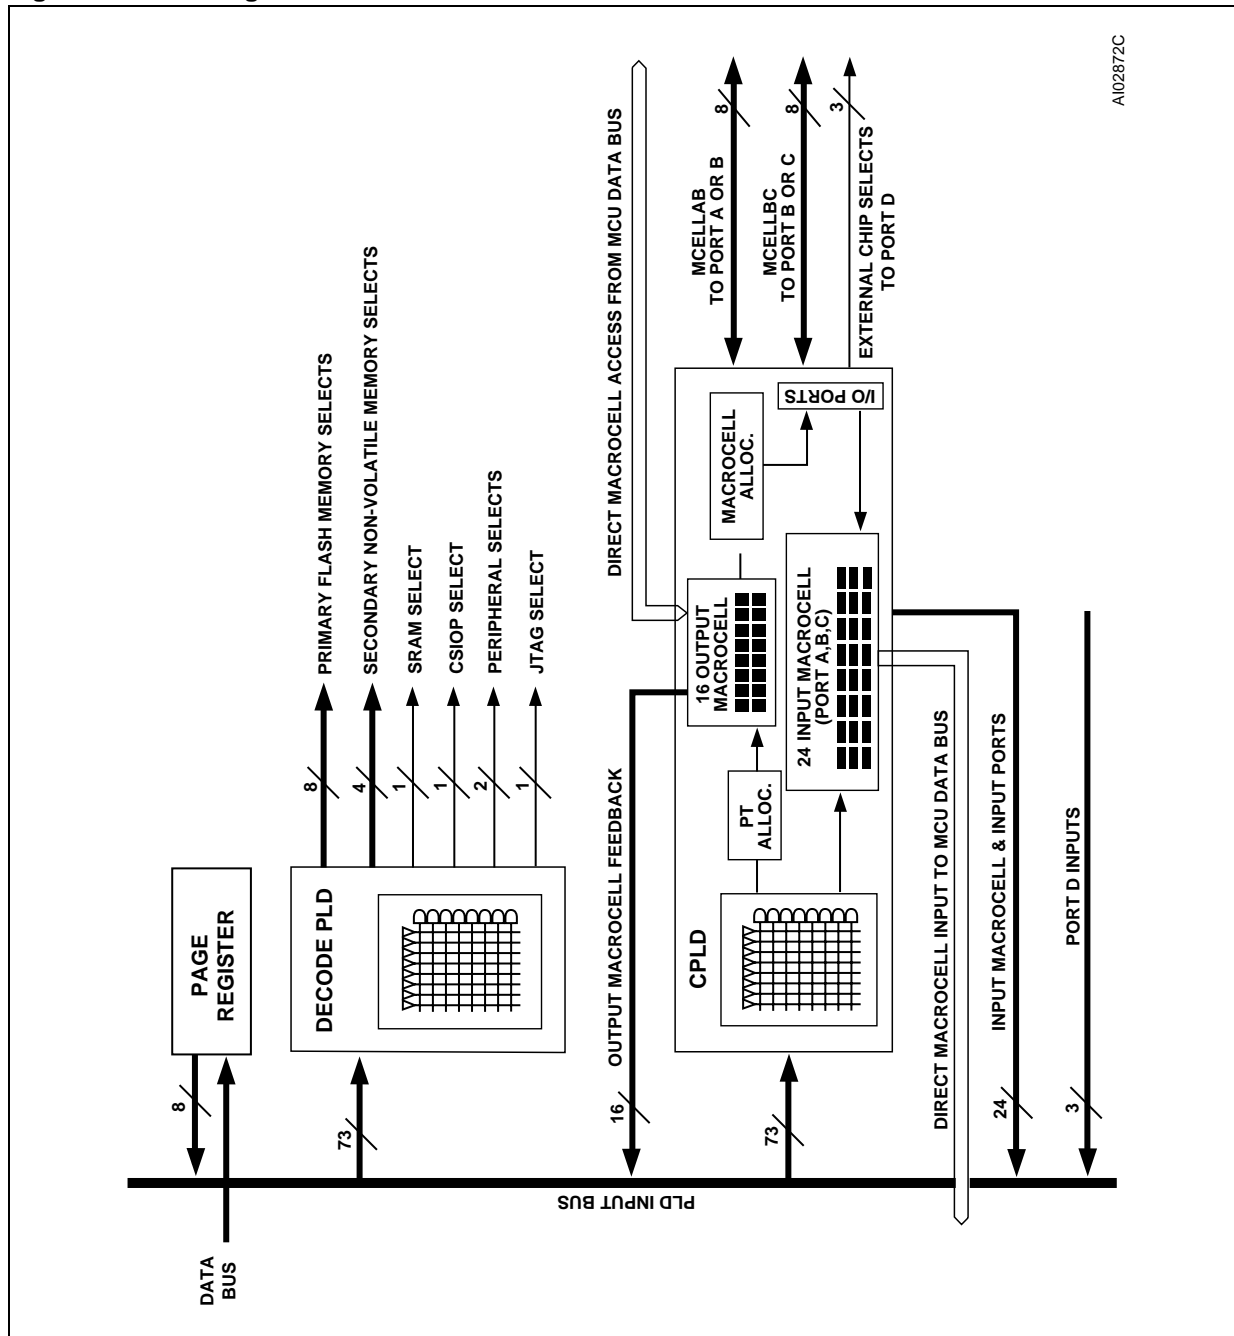 AI02872C
DATA
BUS
8
PAGE
REGISTER
73
DECODE PLD
8
PRIMARY FLASH MEMORY SELECTS
4
SECONDARY NON-VOLATILE MEMORY SELECTS
1
SRAM SELECT
1
CSIOP SELECT
2
PERIPHERAL SELECTS
1
JTAG SELECT
PLD INPUT BUS
16
OUTPUT MACROCELL FEEDBACK
DIRECT MACROCELL ACCESS FROM MCU DATA BUS
73
CPLD
PT
ALLOC.
16 OUTPUT
MACROCELL
MACROCELL
ALLOC.
I/O PORTS
24 INPUT MACROCELL
(PORT A,B,C)
MCELLAB
TO PORT A OR B
8
MCELLBC
TO PORT B OR C
8
EXTERNAL CHIP SELECTS
TO PORT D
3
DIRECT MACROCELL INPUT TO MCU DATA BUS
24
INPUT MACROCELL & INPUT PORTS
3
PORT D INPUTS